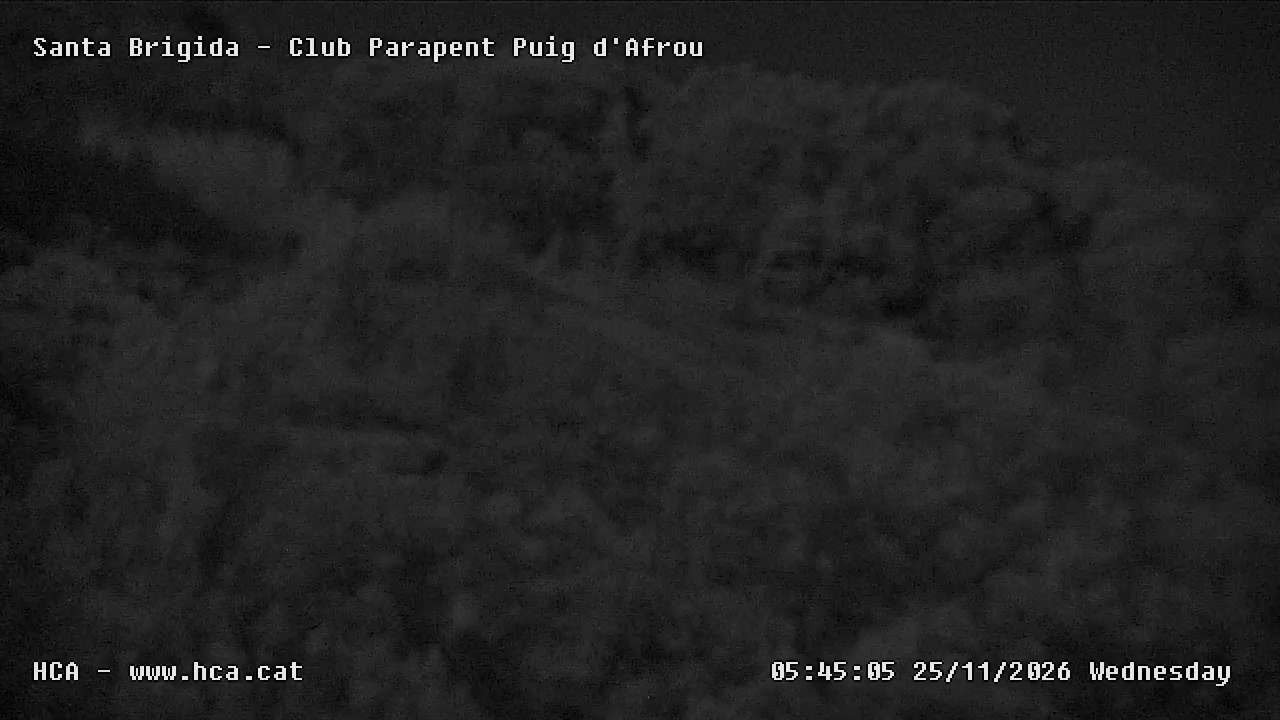 Santa Brigida - Club Parapent Puig d'Afrou
HCA - www.hca.cat
05:45:05 25/11/2026 Wednesday